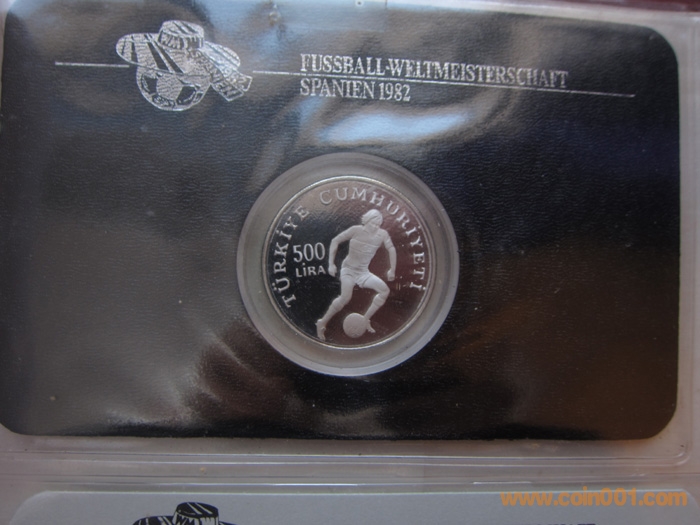 FUSSBALL-WELTMEISTERSCHAFT
SPANIEN 1982
TÜRKİYE CUMHURİYETİ
500
LİRA
www.coin001.com